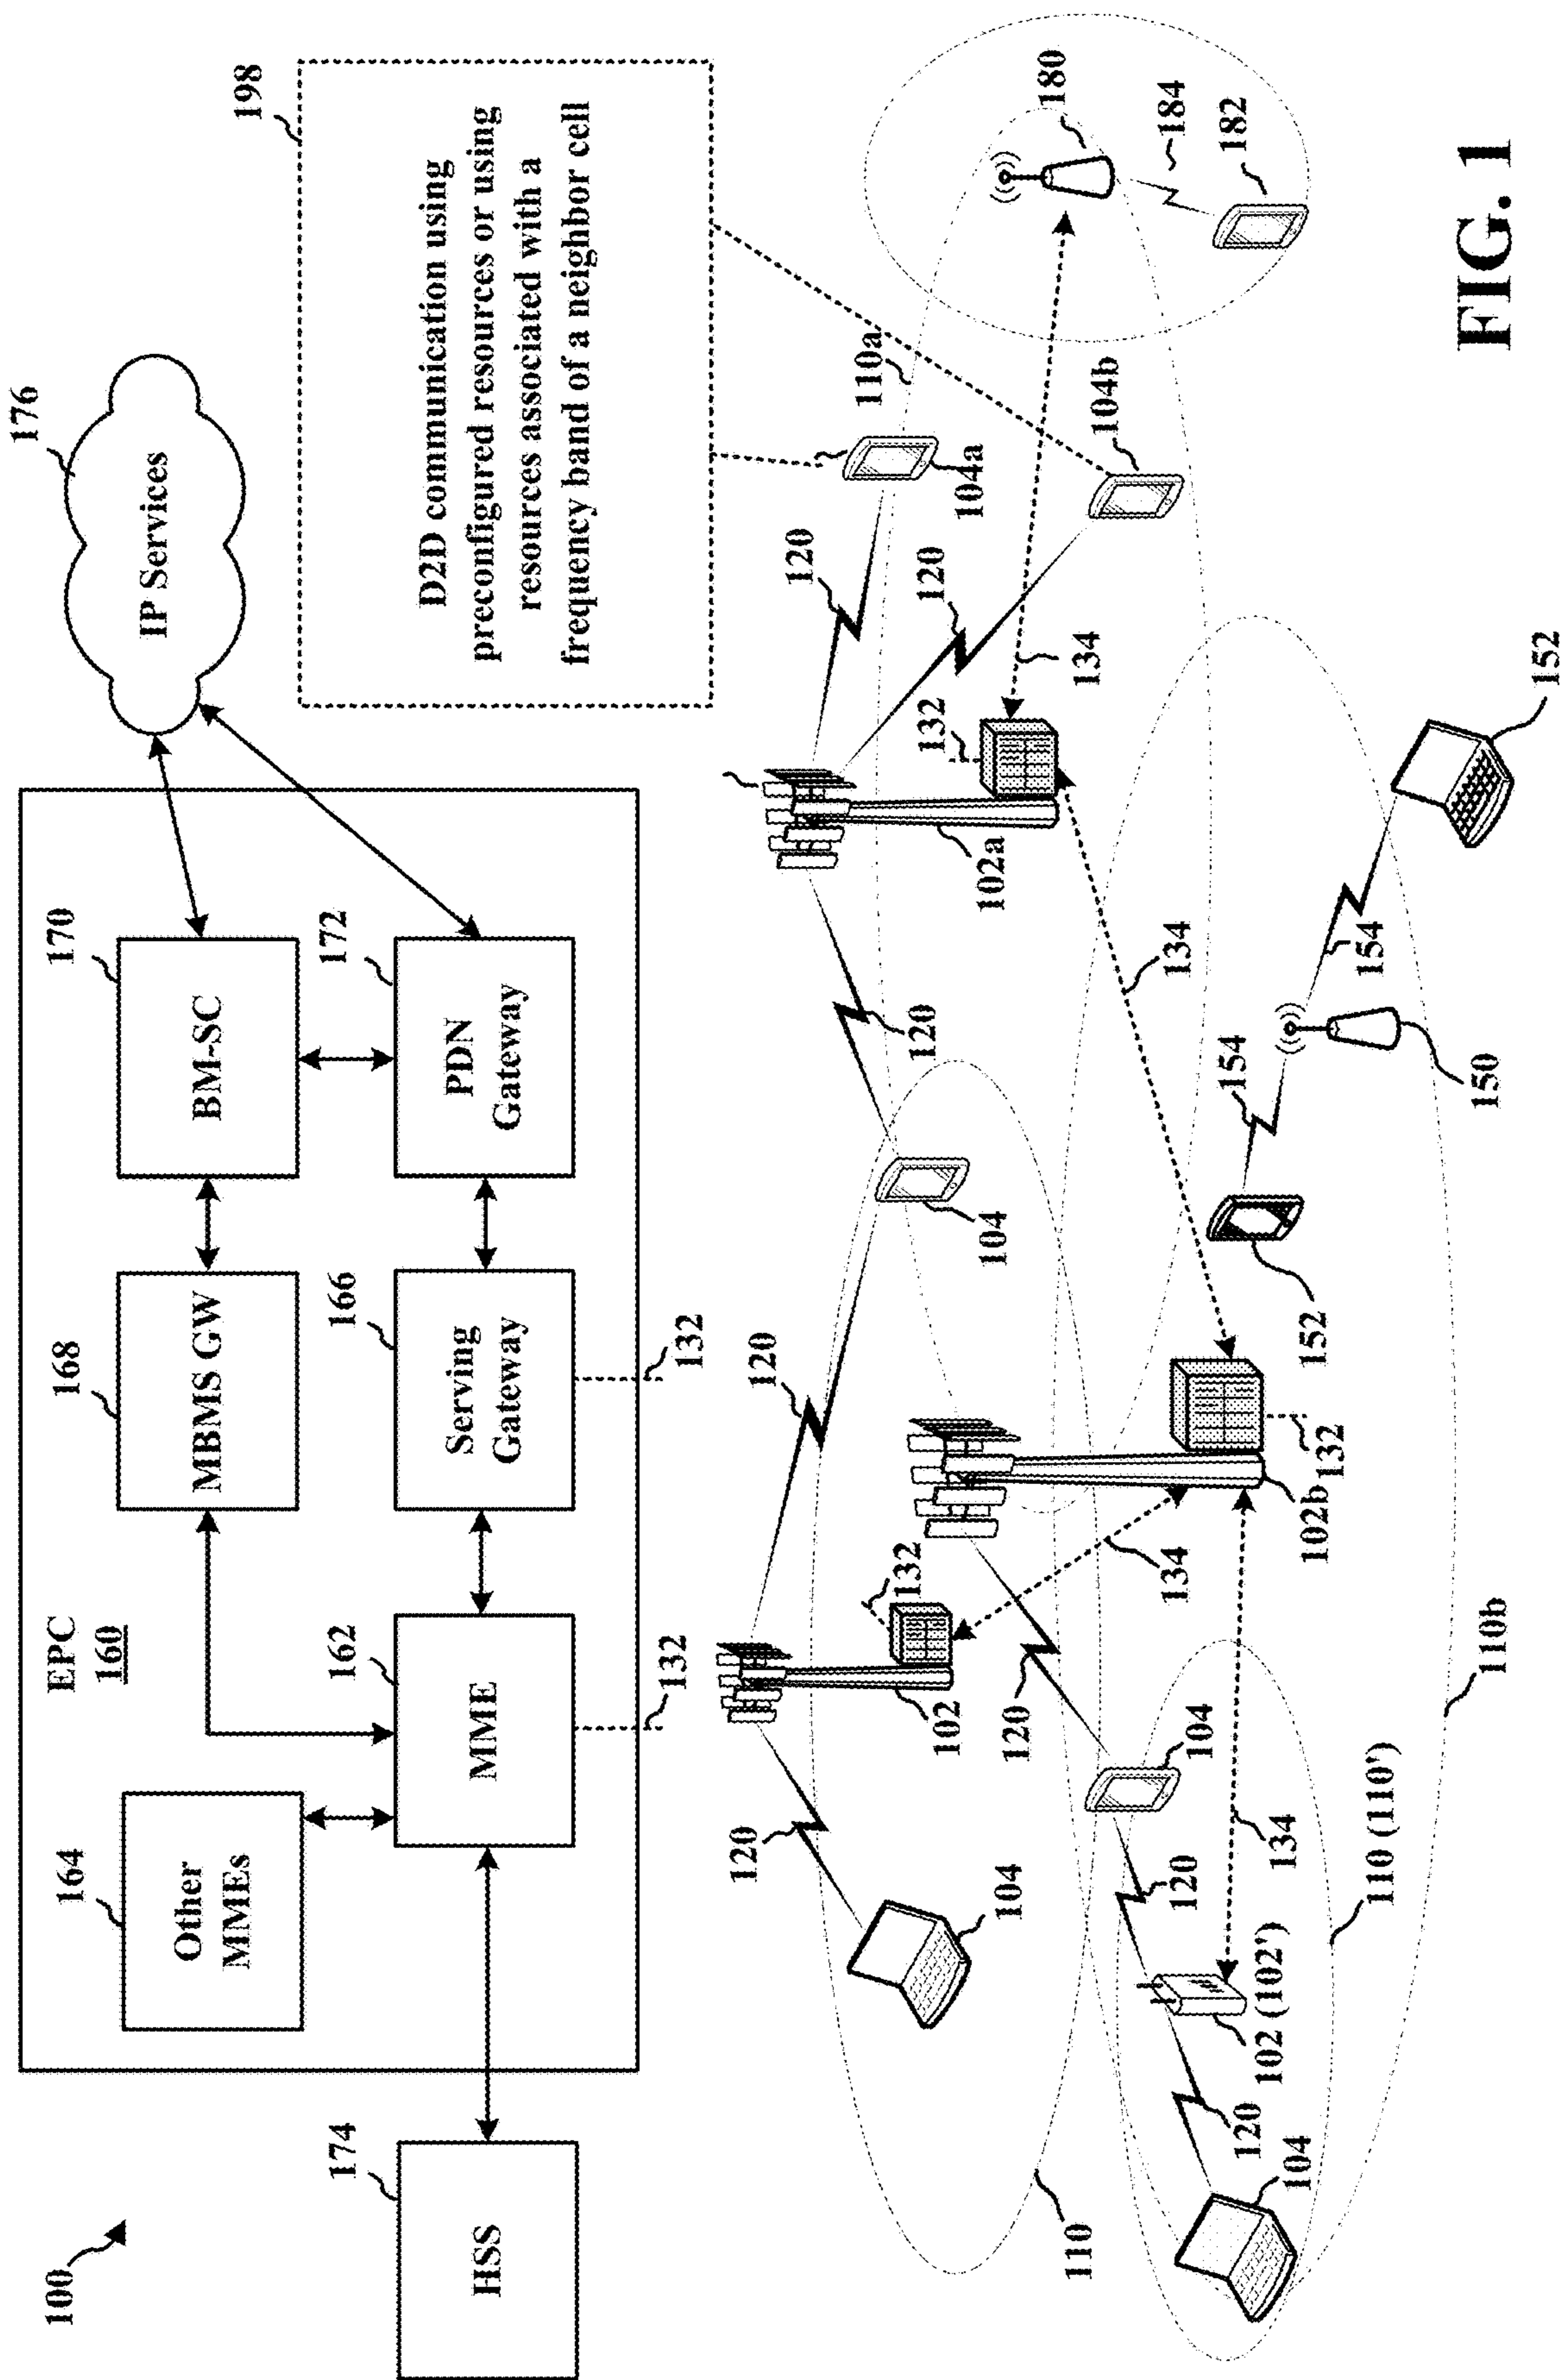 100
EPC
160
164
Other
MMEs
168
MBMS GW
170
BM-SC
176
IP Services
174
HSS
162
MME
166
Serving
Gateway
172
PDN
Gateway
132
132
198
D2D communication using
preconfigured resources or using
resources associated with a
frequency band of a neighbor cell
120
104
120
102
132
120
104
120
102a
132
120
120
104a
110a
104b
134
180
184
182
110
120
134
102b
132
134
104
120
102 (102')
120
104
134
110 (110')
110b
152
154
150
154
152
FIG. 1